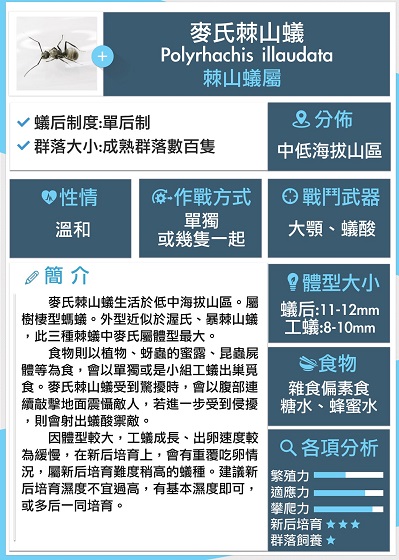 麥氏棘山蟻
Polyrhachis illaudata
棘山蟻屬
蟻后制度:單后制
群落大小:成熟群落數百隻
分佈
中低海拔山區
性情
溫和
作戰方式
單獨
或幾隻一起
戰鬥武器
大顎、蟻酸
簡 介
麥氏棘山蟻生活於低中海拔山區。屬
樹棲型螞蟻。外型近似於渥氏、暴棘山蟻
，此三種棘蟻中麥氏屬體型最大。
食物則以植物、蚜蟲的蜜露、昆蟲屍
體等為食，會以單獨或是小組工蟻出巢覓
食。麥氏棘山蟻受到驚擾時，會以腹部連
續敲擊地面震懾敵人，若進一步受到侵擾
，則會射出蟻酸禦敵。
因體型較大，工蟻成長、出卵速度較
為緩慢，在新后培育上，會有重覆吃卵情
況，屬新后培育難度稍高的蟻種。建議新
后培育濕度不宜過高，有基本濕度即可，
或多后一同培育。
體型大小
蟻后:11-12mm
工蟻:8-10mm
食物
雜食偏素食
糖水、蜂蜜水
各項分析
繁殖力
適應力
攀爬力
新后培育 ★★★
群落飼養 ★